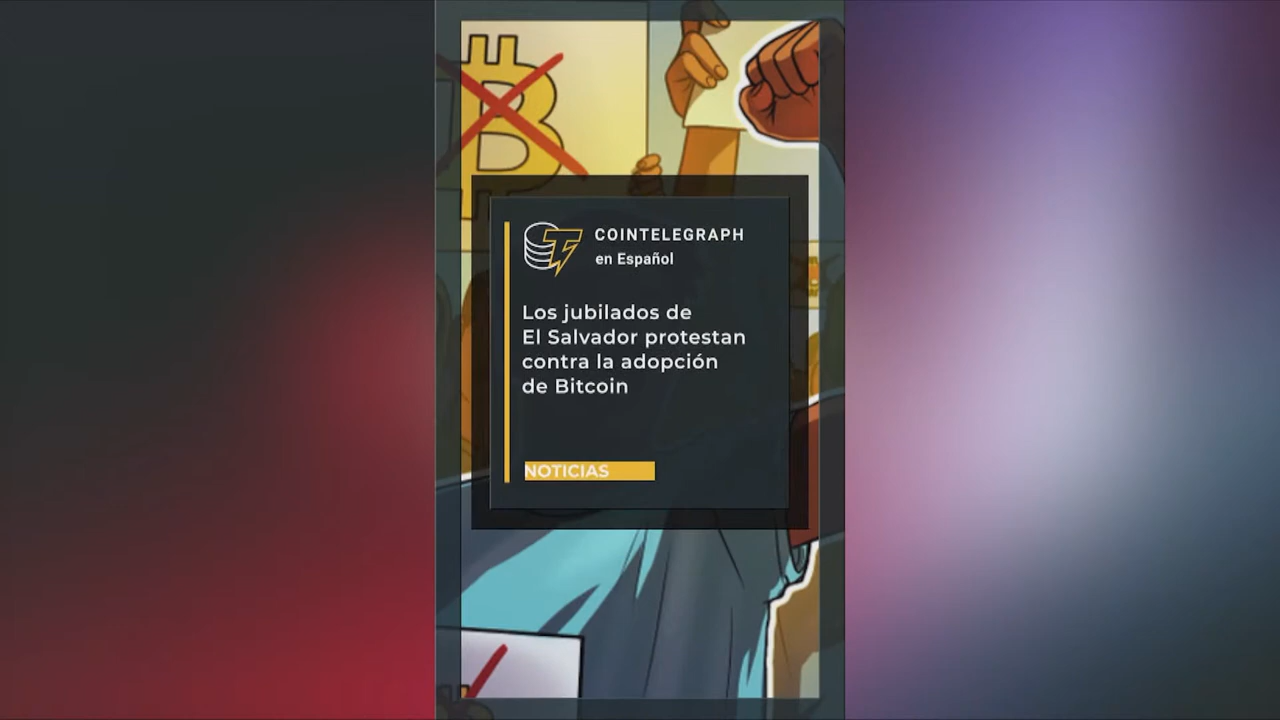 COINTELEGRAPH
en Español
Los jubilados de
El Salvador protestan
contra la adopción
de Bitcoin
NOTICIAS